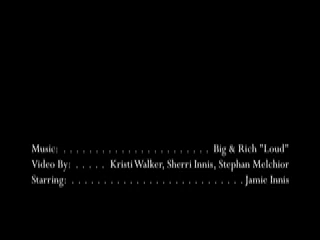 Music: . . . . . . . . . . . . . . . . . . . . . . . Big & Rich "Loud"
Video By: . . . . . Kristi Walker, Sherri Innis, Stephan Melchior
Starring: . . . . . . . . . . . . . . . . . . . . . . . . . . . Jamie Innis